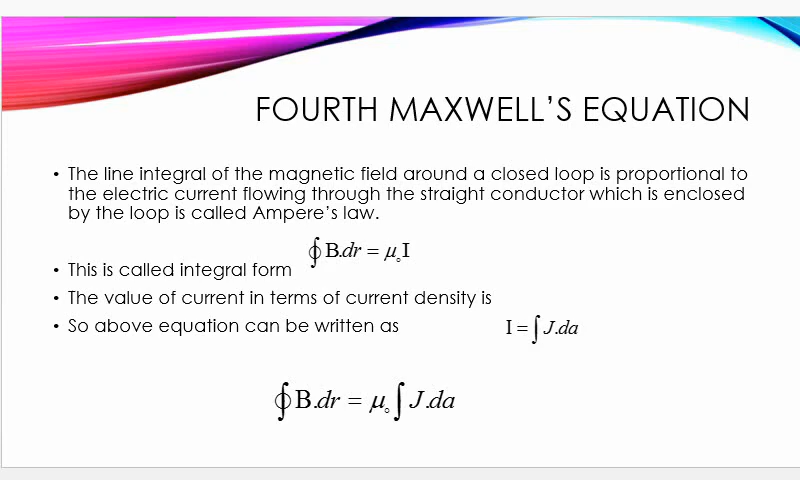 FOURTH MAXWELL'S EQUATION
• The line integral of the magnetic field around a closed loop is proportional to
the electric current flowing through the straight conductor which is enclosed
by the loop is called Ampere's law.
∮B.dr = μ∘I
• This is called integral form
• The value of current in terms of current density is
• So above equation can be written as
I = ∫J.da
∮B.dr = μ∘∫J.da